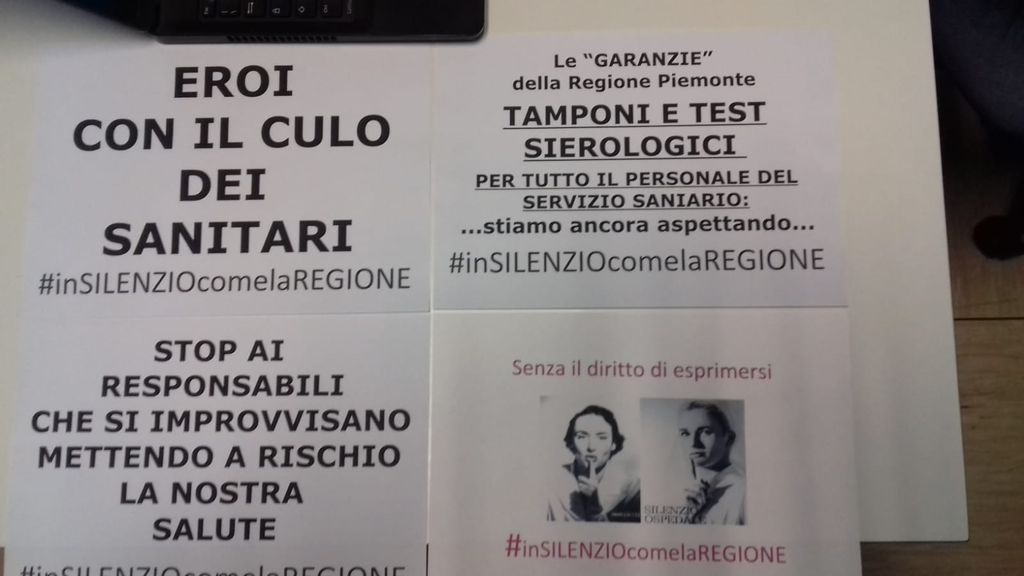 EROI
CON IL CULO
DEI
SANITARI
#inSILENZIOcomelaREGIONE
Le “GARANZIE”
della Regione Piemonte
TAMPONI E TEST
SIEROLOGICI
PER TUTTO IL PERSONALE DEL
SERVIZIO SANIARIO:
...stiamo ancora aspettando...
#inSILENZIOcomelaREGIONE
STOP AI
RESPONSABILI
CHE SI IMPROVVISANO
METTENDO A RISCHIO
LA NOSTRA
SALUTE
#inSILENZIOcomelaREGIONE
Senza il diritto di esprimersi
SILENZIO
OSPEDALE
#inSILENZIOcomelaREGIONE